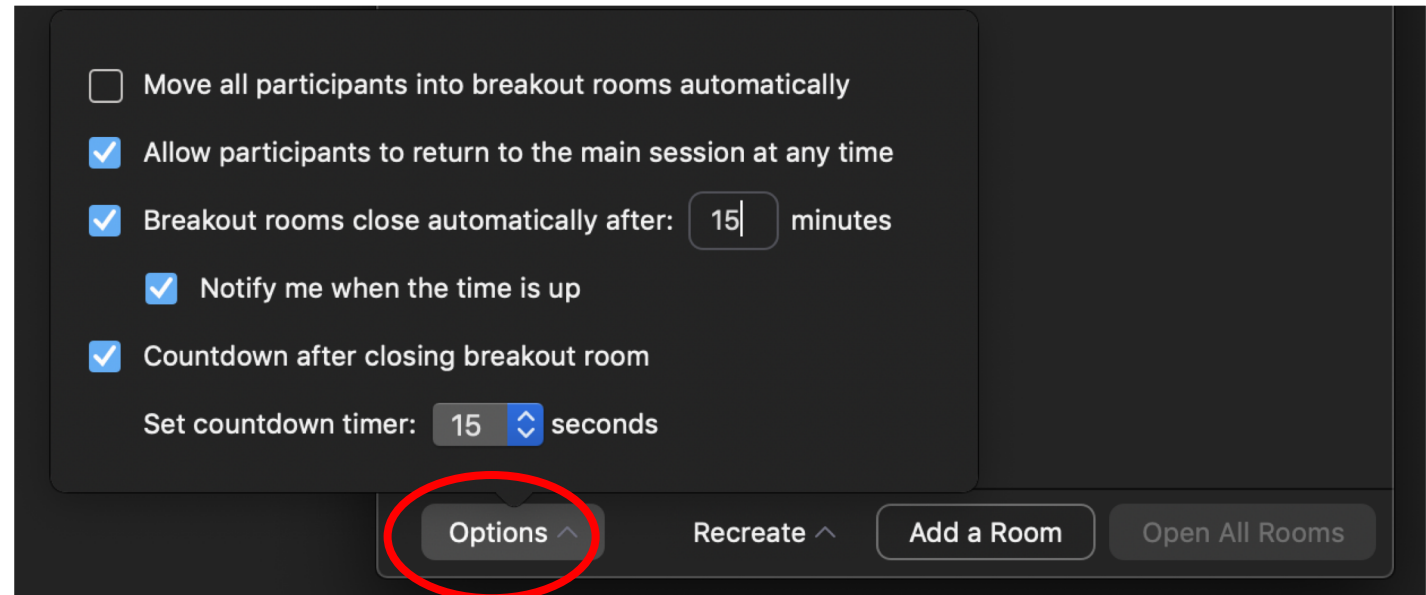 Move all participants into breakout rooms automatically
Allow participants to return to the main session at any time
Breakout rooms close automatically after: 15 minutes
Notify me when the time is up
Countdown after closing breakout room
Set countdown timer: 15 seconds
Options Recreate Add a Room Open All Rooms